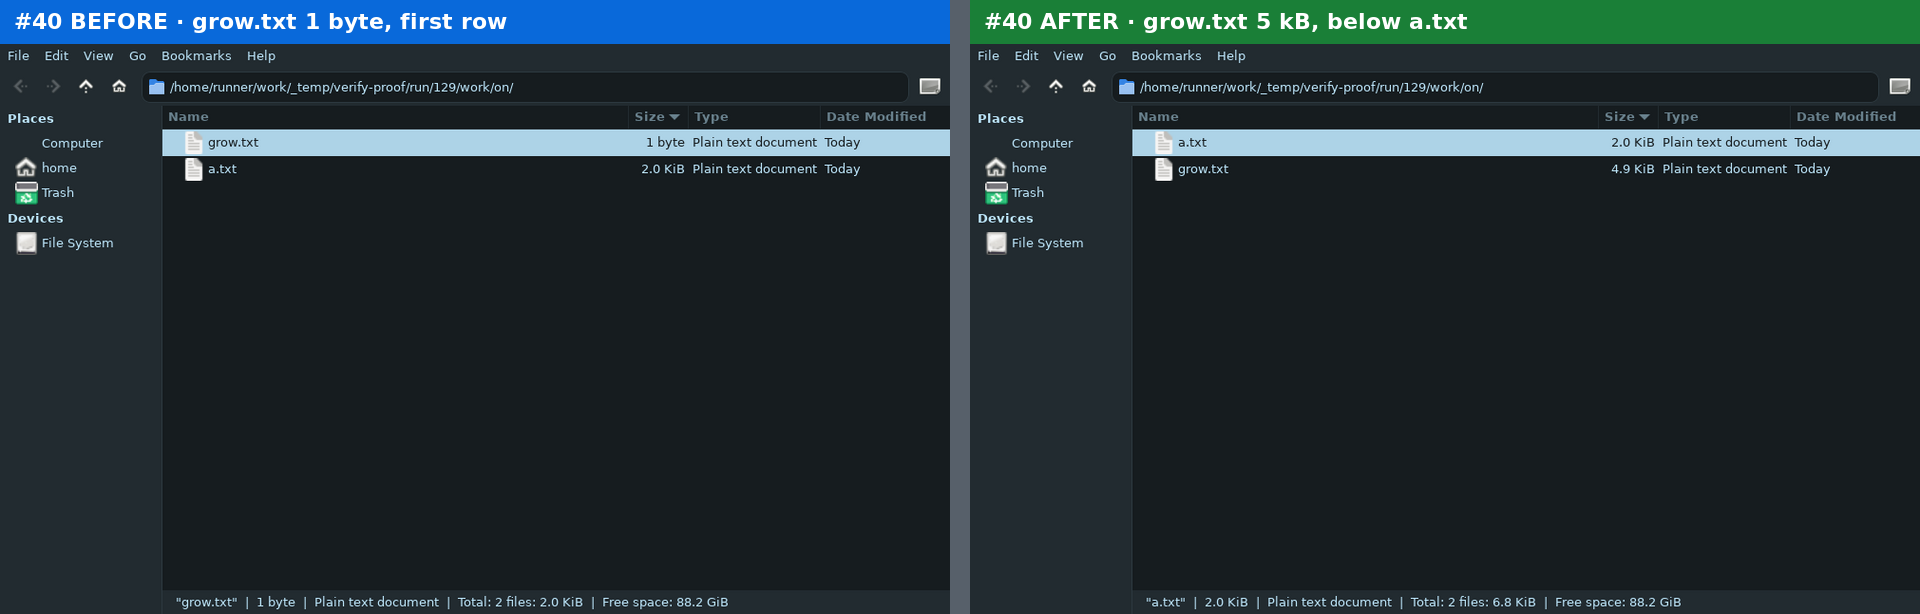 #40 BEFORE · grow.txt 1 byte, first row
File Edit View Go Bookmarks Help
/home/runner/work/_temp/verify-proof/run/129/work/on/
Places
Computer
home
Trash
Devices
File System
Name Size Type Date Modified
grow.txt 1 byte Plain text document Today
a.txt 2.0 KiB Plain text document Today
"grow.txt" | 1 byte | Plain text document | Total: 2 files: 2.0 KiB | Free space: 88.2 GiB
#40 AFTER · grow.txt 5 kB, below a.txt
File Edit View Go Bookmarks Help
/home/runner/work/_temp/verify-proof/run/129/work/on/
Places
Computer
home
Trash
Devices
File System
Name Size Type Date Modified
a.txt 2.0 KiB Plain text document Today
grow.txt 4.9 KiB Plain text document Today
"a.txt" | 2.0 KiB | Plain text document | Total: 2 files: 6.8 KiB | Free space: 88.2 GiB